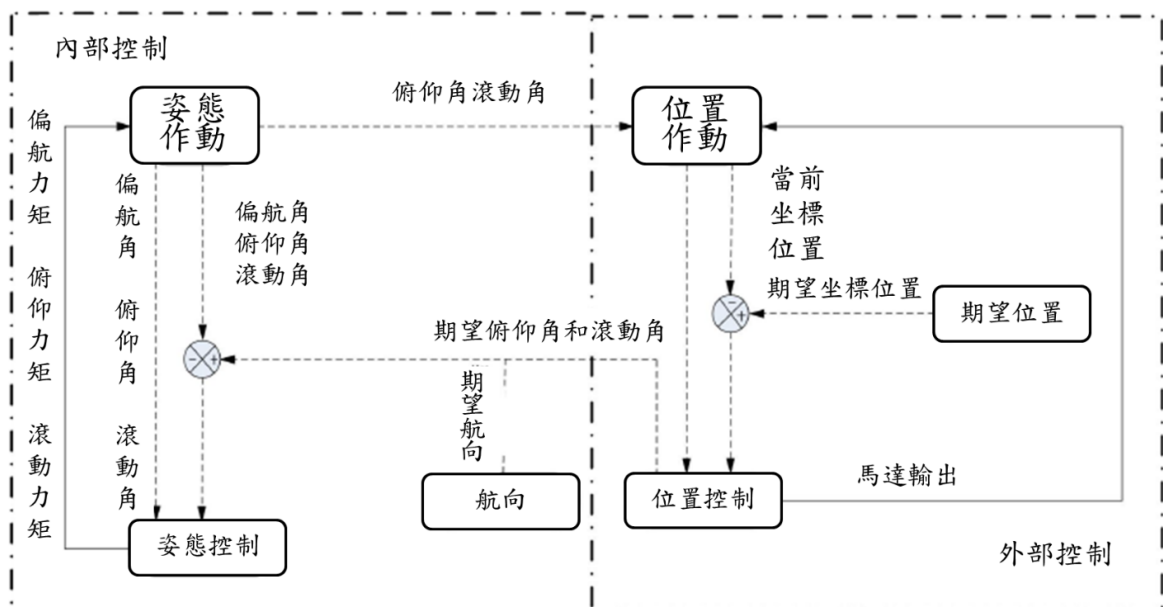 內部控制
姿態
作動
俯仰角滾動角
位置
作動
偏航力矩
俯仰力矩
滾動力矩
偏航角
俯仰角
滾動角
偏航角
俯仰角
滾動角
當前
坐標
位置
期望坐標位置
期望位置
- +
期望俯仰角和滾動角
- +
期望航向
航向
位置控制
馬達輸出
姿態控制
外部控制